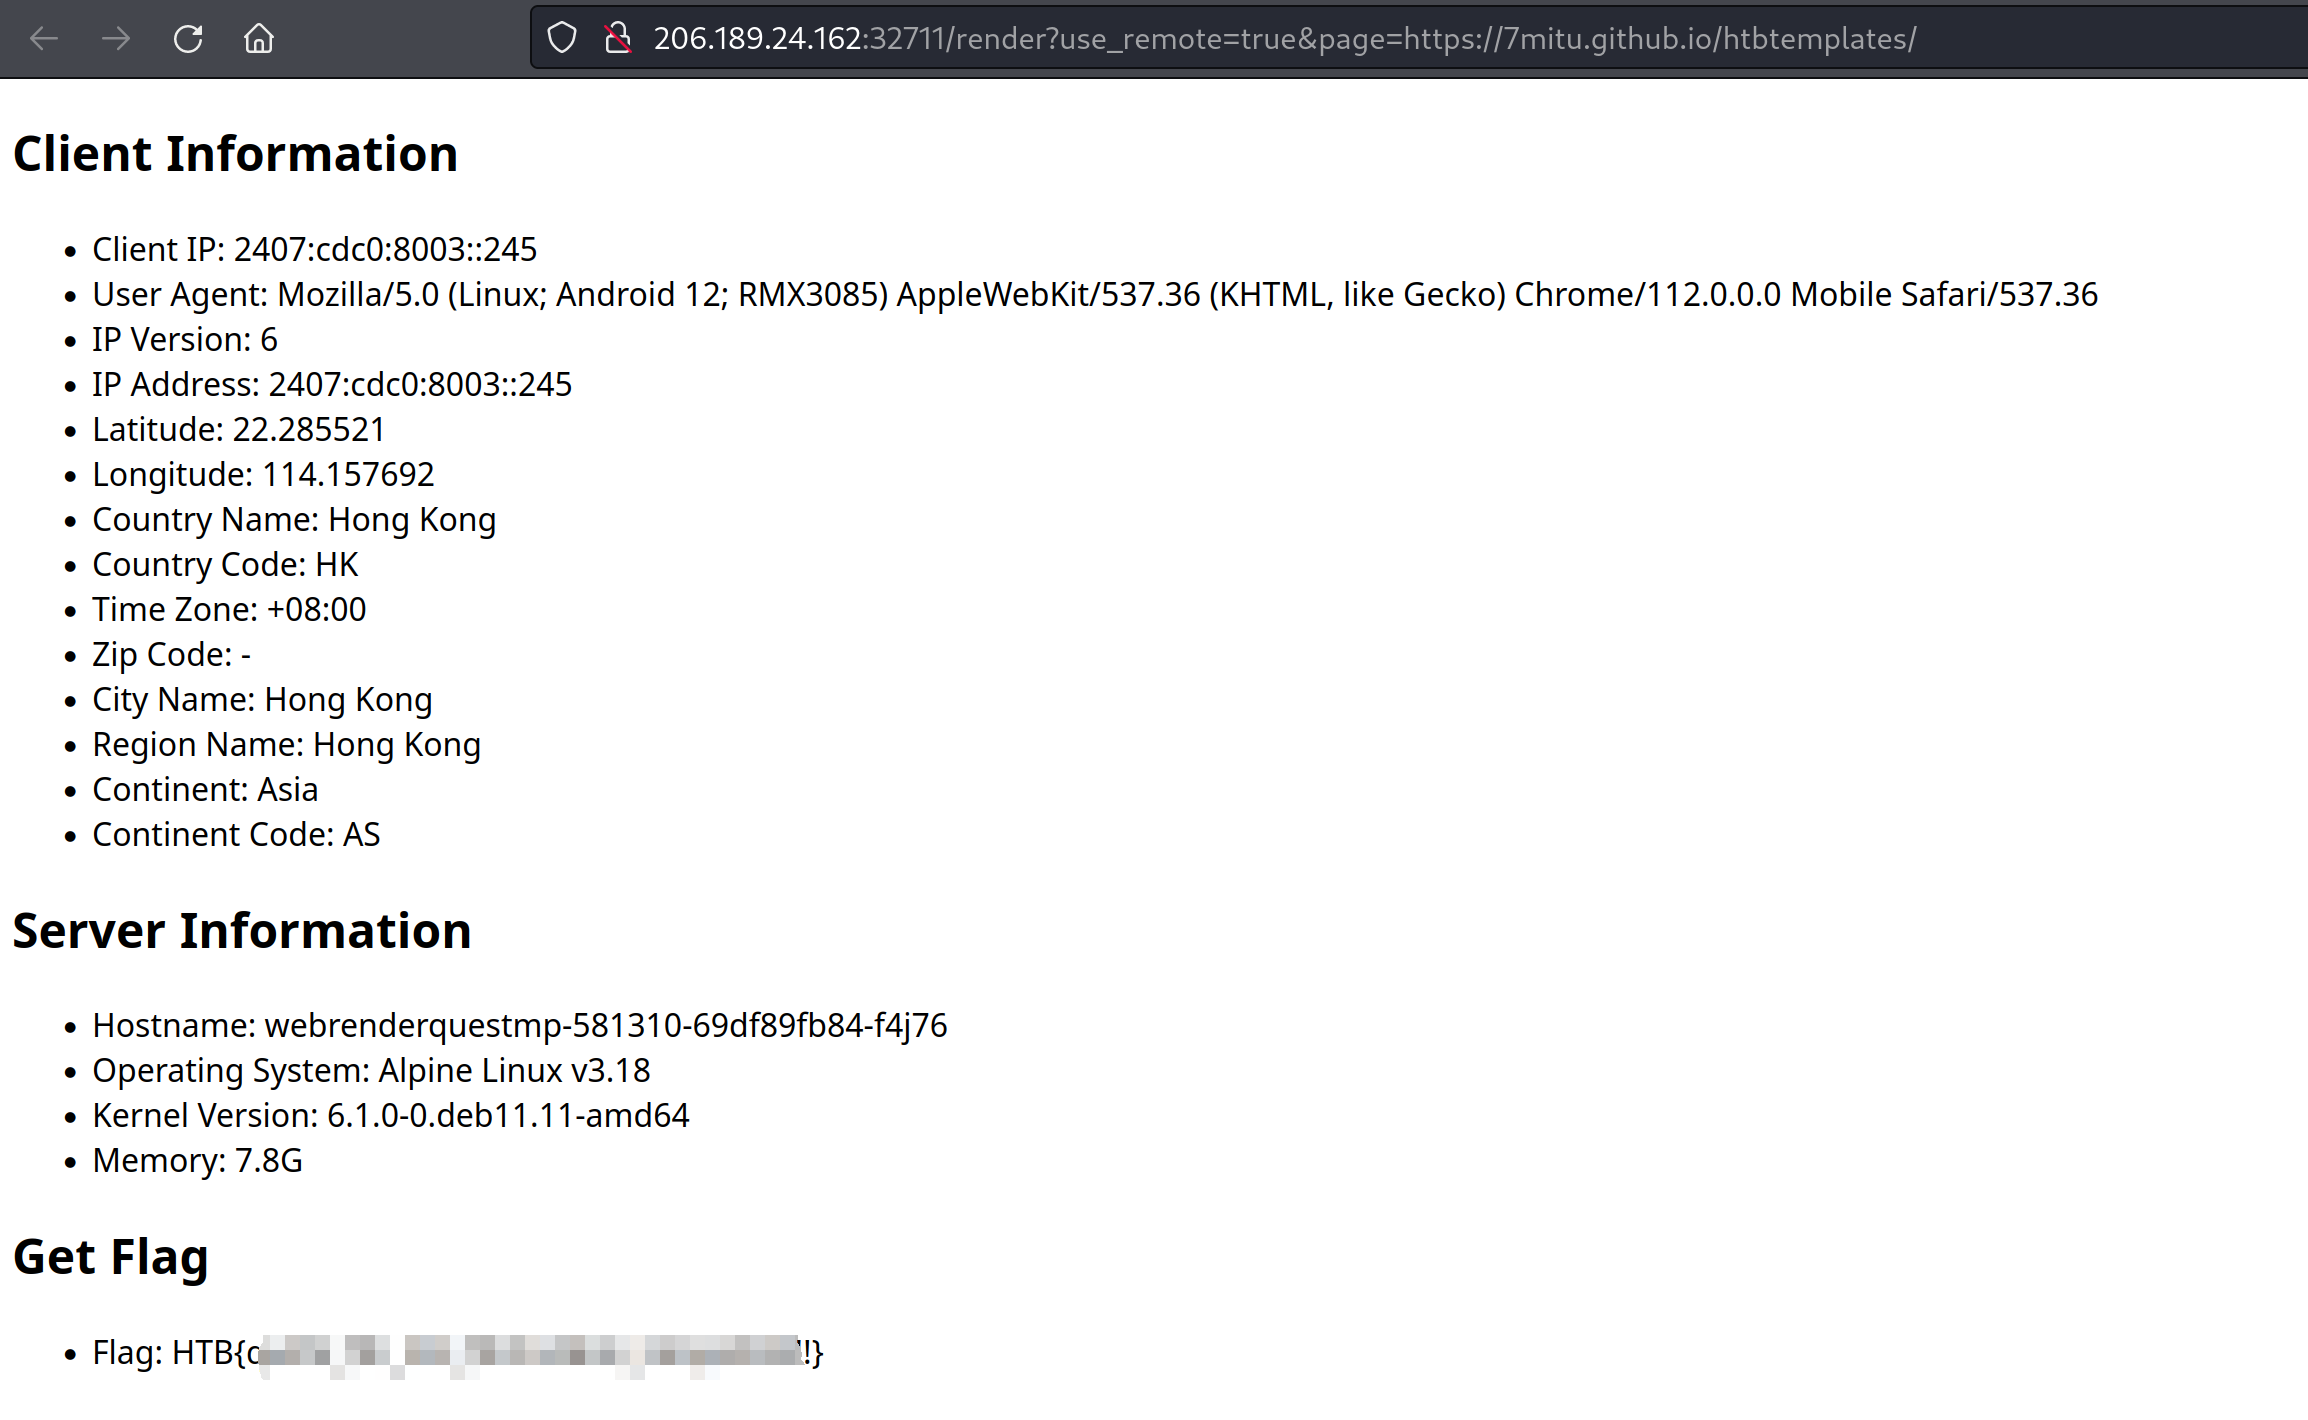 206.189.24.162:32711/render?use_remote=true&page=https://7mitu.github.io/htbtemplates/
Client Information
• Client IP: 2407:cdc0:8003::245
• User Agent: Mozilla/5.0 (Linux; Android 12; RMX3085) AppleWebKit/537.36 (KHTML, like Gecko) Chrome/112.0.0.0 Mobile Safari/537.36
• IP Version: 6
• IP Address: 2407:cdc0:8003::245
• Latitude: 22.285521
• Longitude: 114.157692
• Country Name: Hong Kong
• Country Code: HK
• Time Zone: +08:00
• Zip Code: -
• City Name: Hong Kong
• Region Name: Hong Kong
• Continent: Asia
• Continent Code: AS
Server Information
• Hostname: webrenderquestmp-581310-69df89fb84-f4j76
• Operating System: Alpine Linux v3.18
• Kernel Version: 6.1.0-0.deb11.11-amd64
• Memory: 7.8G
Get Flag
• Flag: HTB{ !}